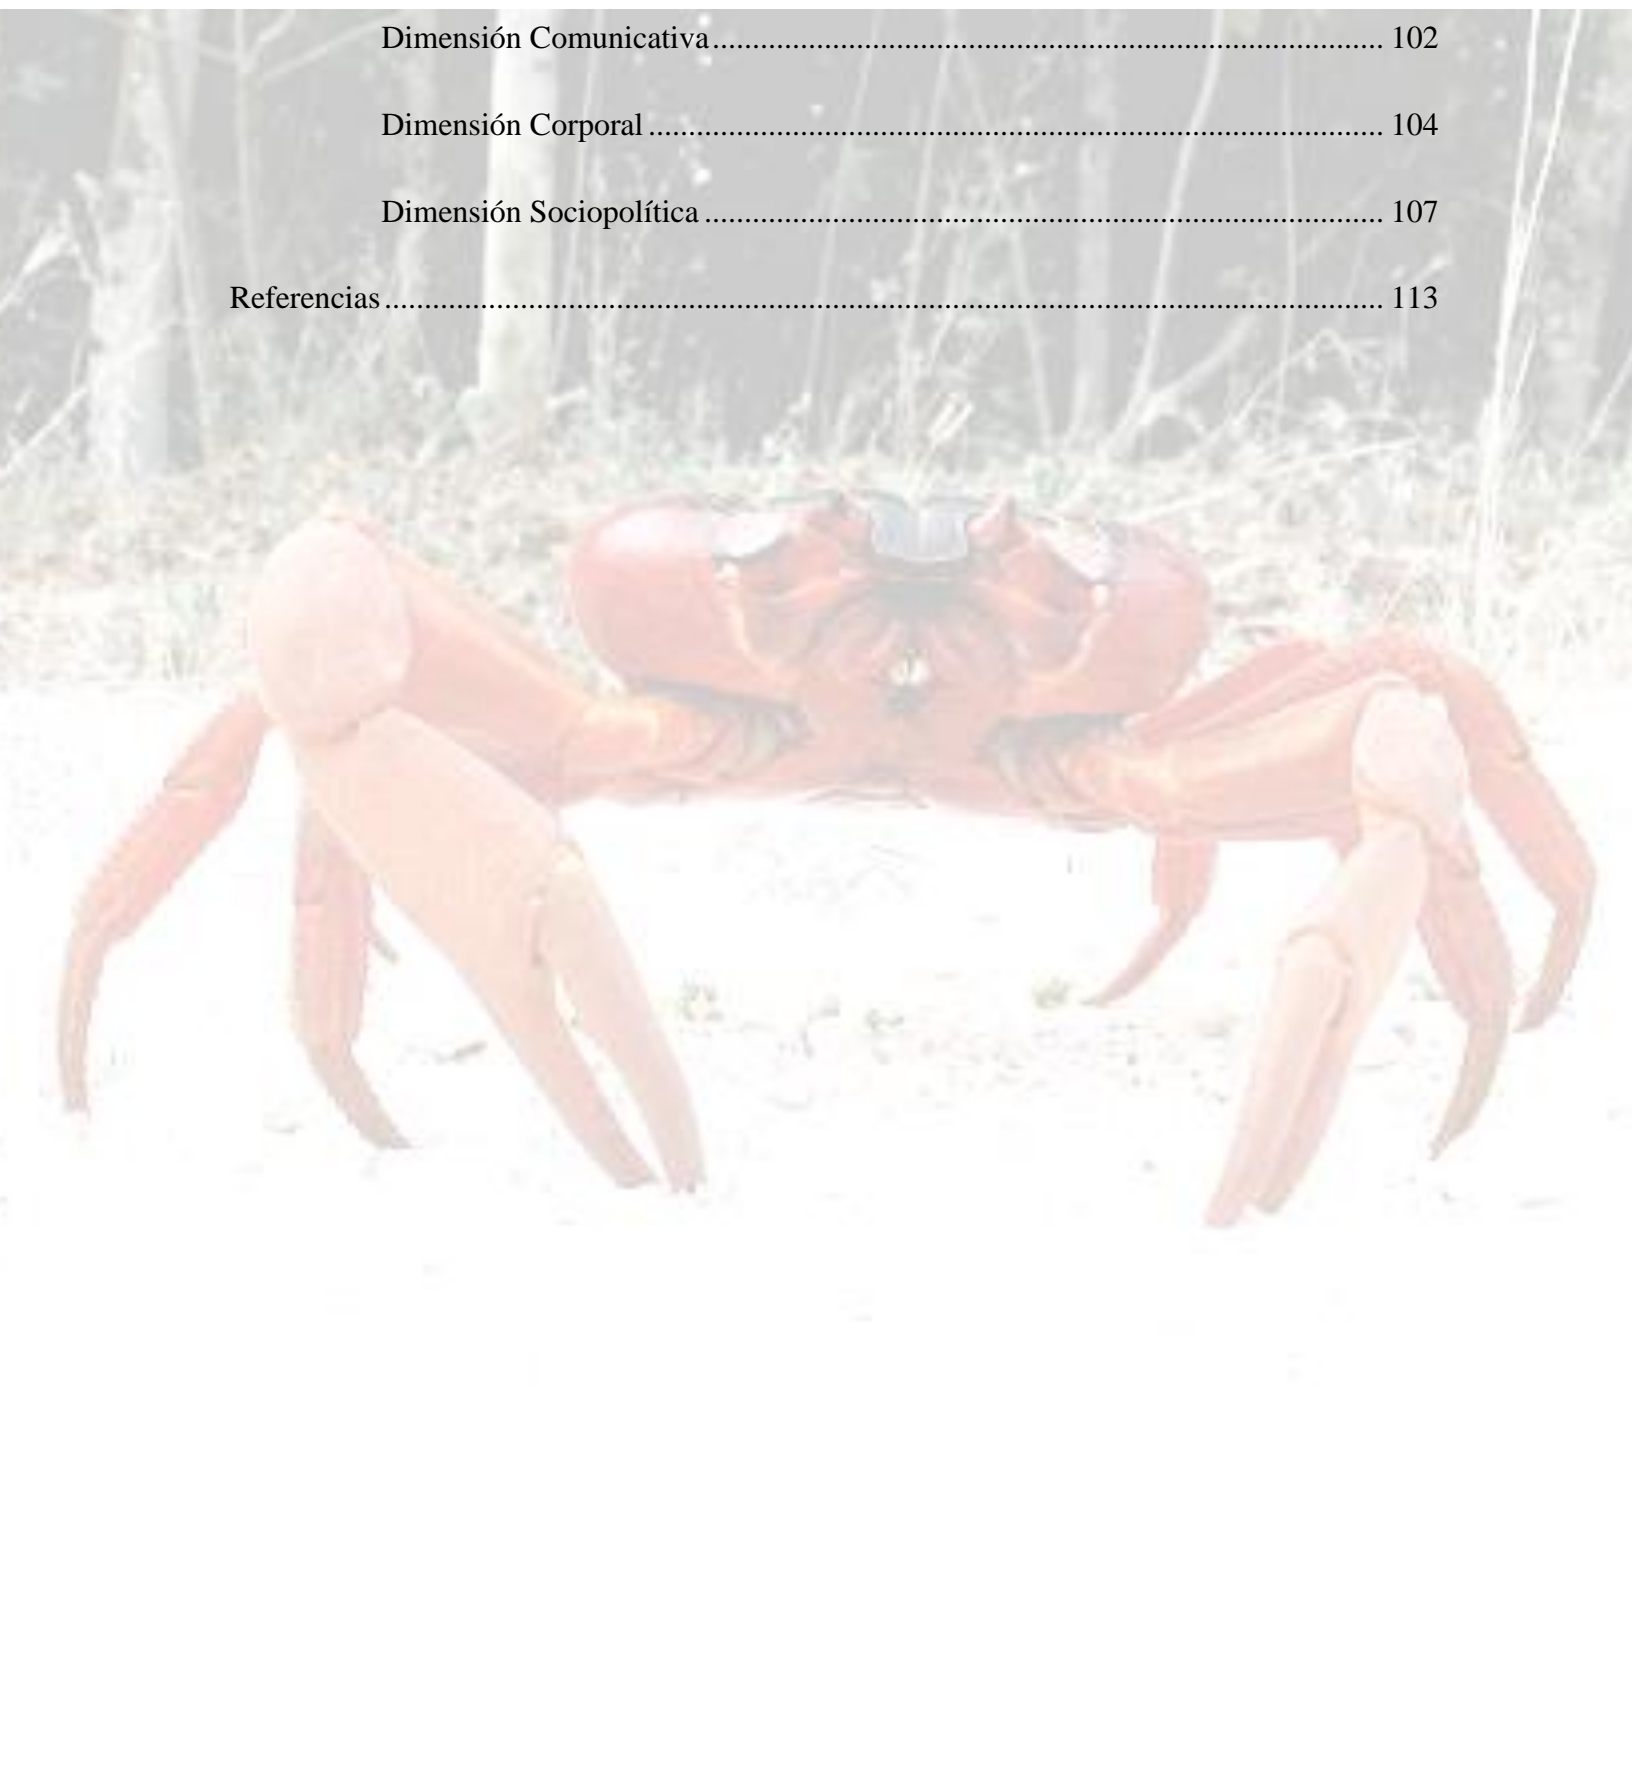 Dimensión Comunicativa.................................................................................... 102
Dimensión Corporal ........................................................................................... 104
Dimensión Sociopolítica .................................................................................... 107
Referencias............................................................................................................................ 113